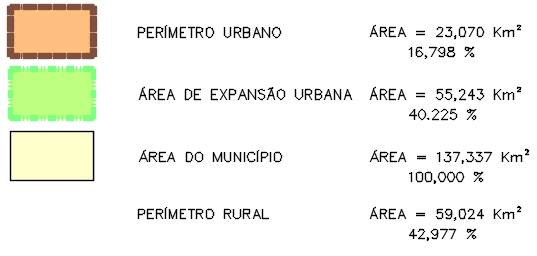 PERÍMETRO URBANO ÁREA = 23,070 Km²
16,798 %
ÁREA DE EXPANSÃO URBANA ÁREA = 55,243 Km²
40.225 %
ÁREA DO MUNICÍPIO ÁREA = 137,337 Km²
100,000 %
PERÍMETRO RURAL ÁREA = 59,024 Km²
42,977 %